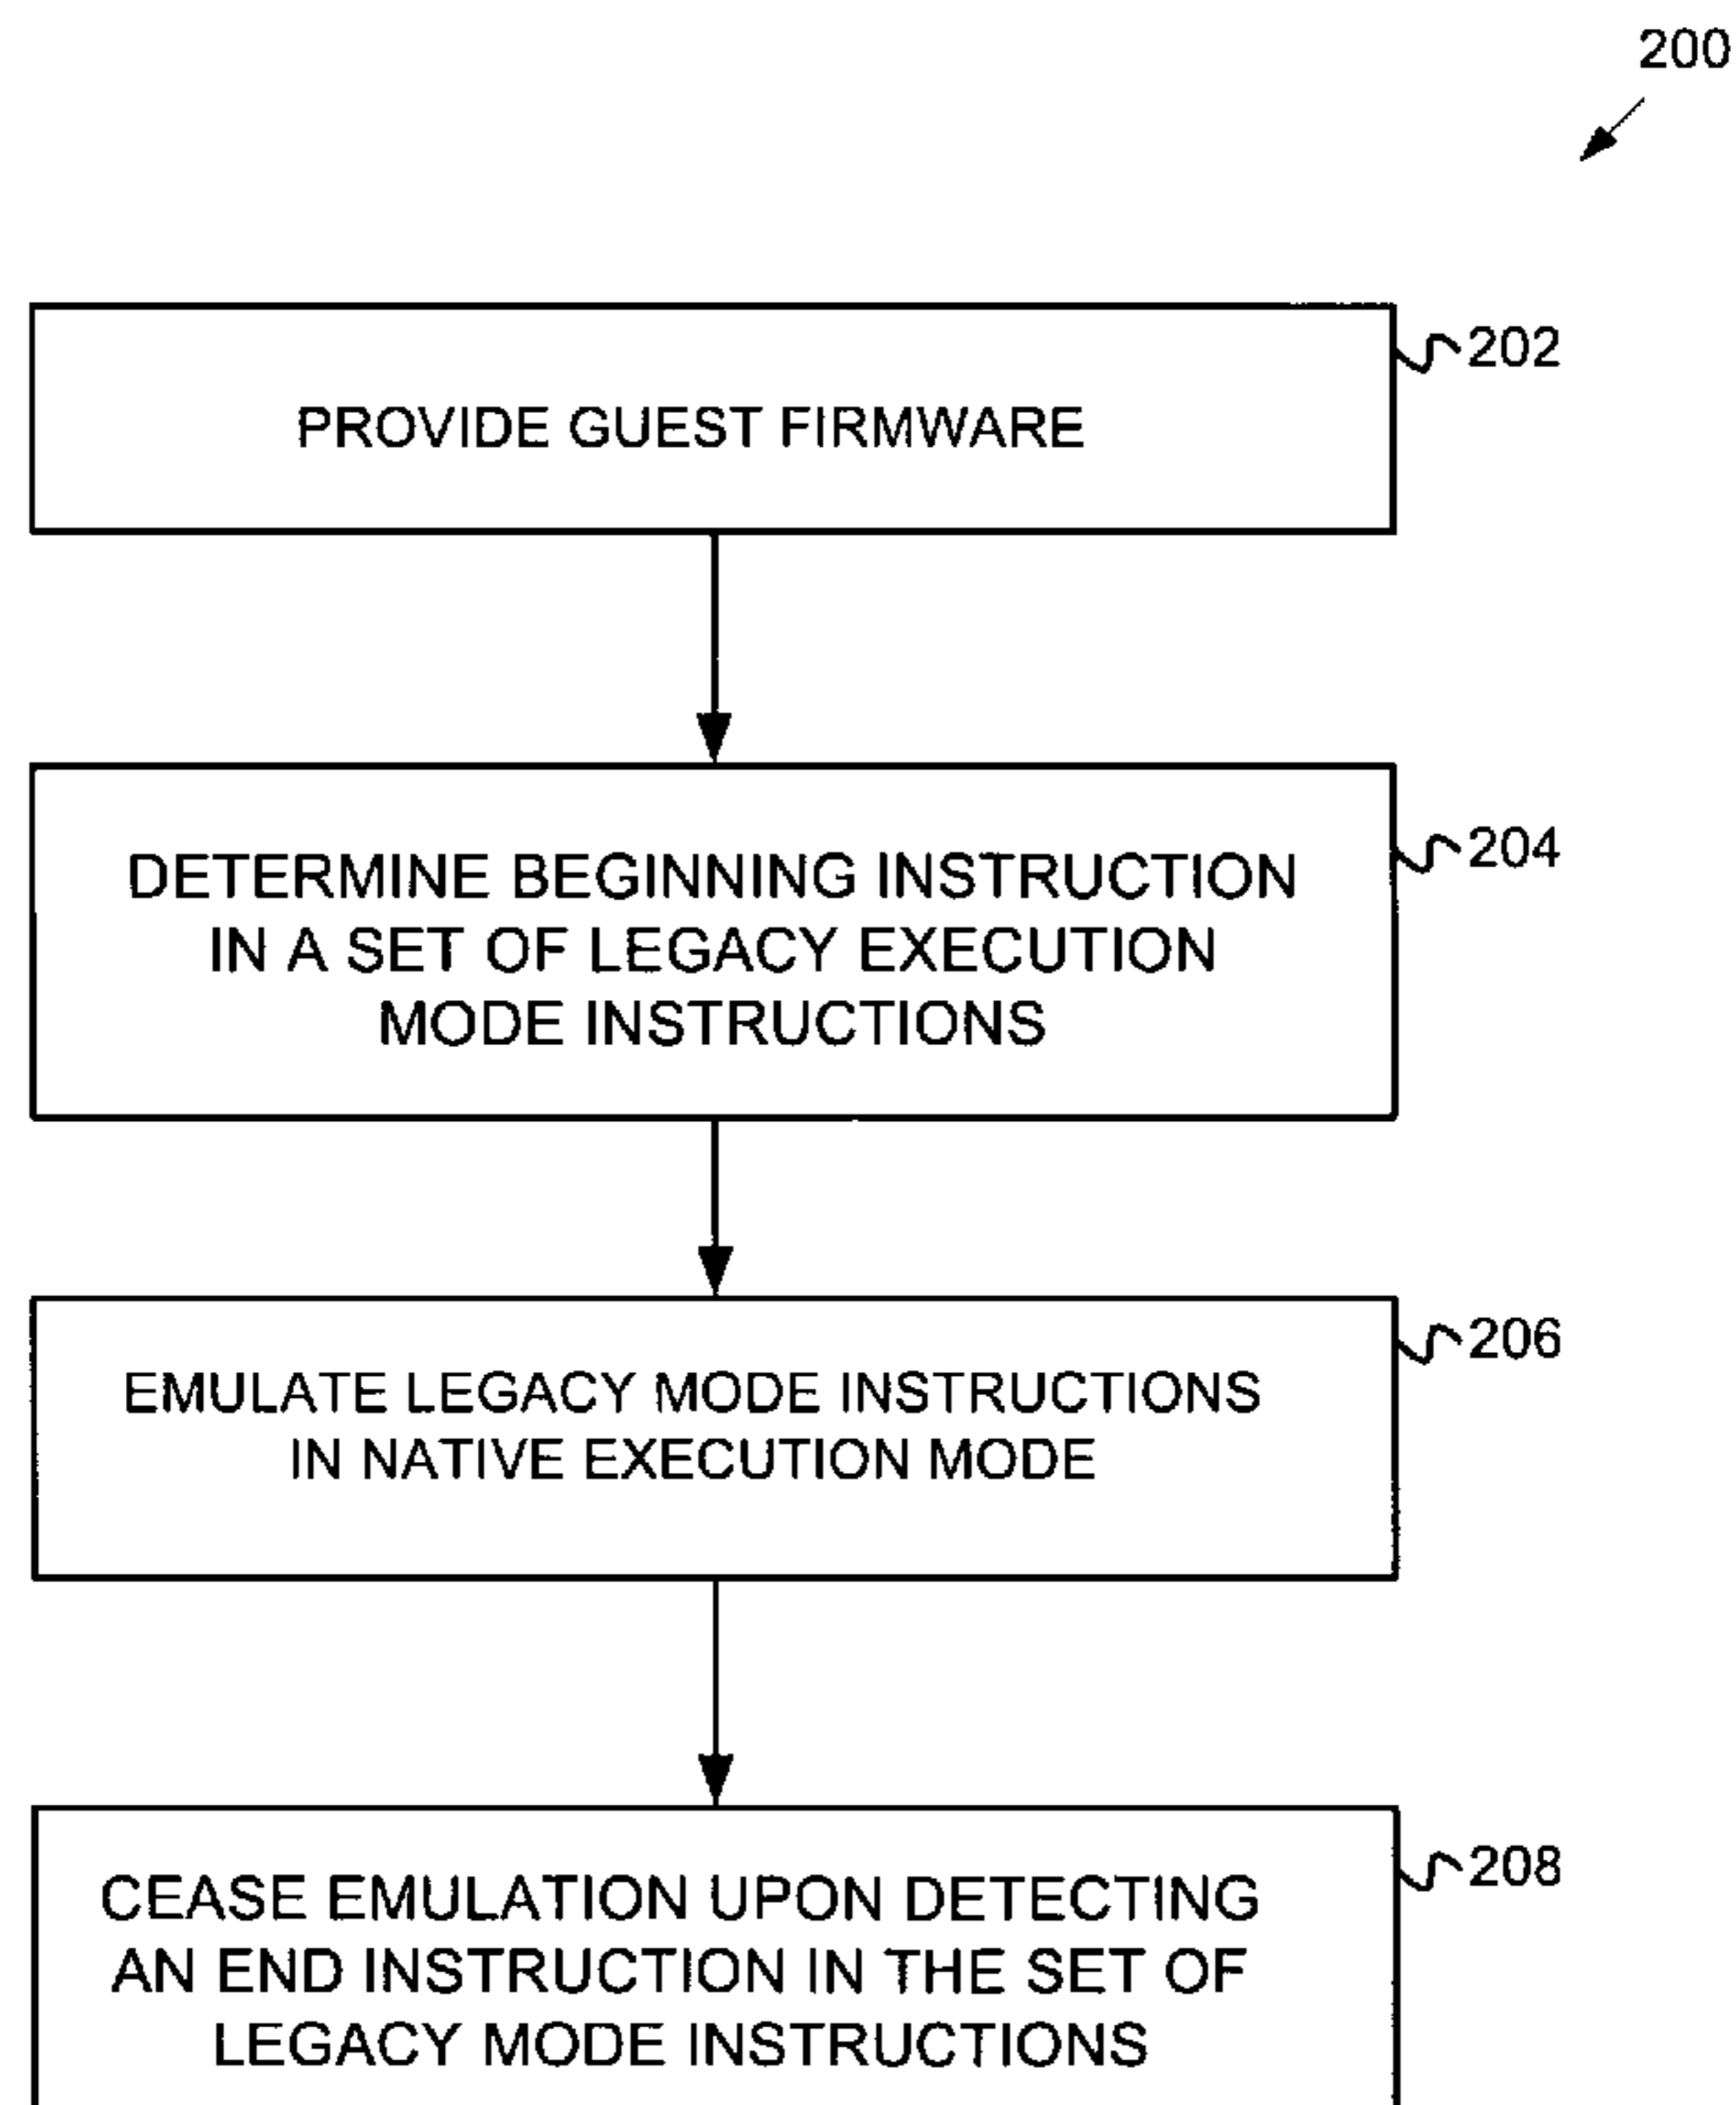 200
202
PROVIDE GUEST FIRMWARE
204
DETERMINE BEGINNING INSTRUCTION
IN A SET OF LEGACY EXECUTION
MODE INSTRUCTIONS
206
EMULATE LEGACY MODE INSTRUCTIONS
IN NATIVE EXECUTION MODE
208
CEASE EMULATION UPON DETECTING
AN END INSTRUCTION IN THE SET OF
LEGACY MODE INSTRUCTIONS